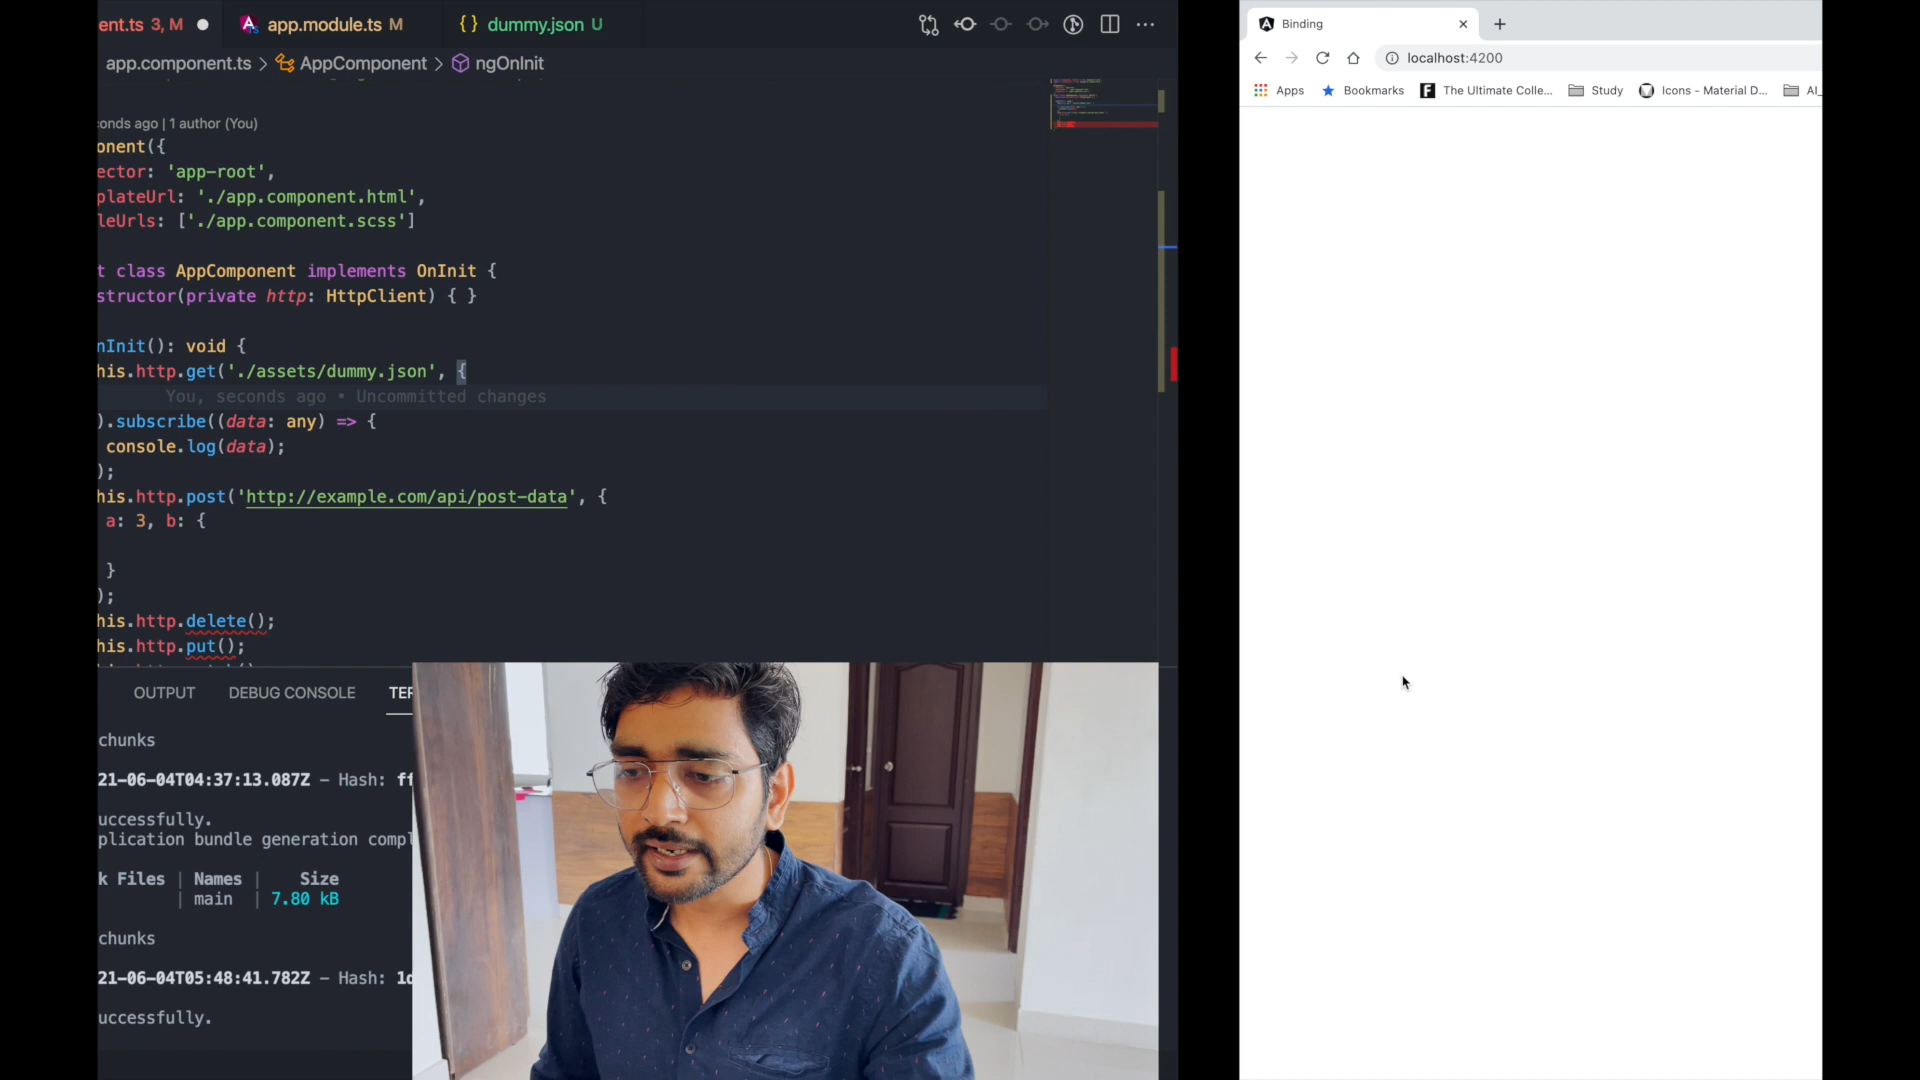 ent.ts 3, M
app.module.ts M
{} dummy.json U
app.component.ts > AppComponent > ngOnInit
conds ago | 1 author (You)
onent({
ector: 'app-root',
plateUrl: './app.component.html',
leUrls: ['./app.component.scss']
t class AppComponent implements OnInit {
structor(private http: HttpClient) { }
nInit(): void {
his.http.get('./assets/dummy.json', {
You, seconds ago • Uncommitted changes
).subscribe((data: any) => {
console.log(data);
);
his.http.post('http://example.com/api/post-data', {
a: 3, b: {
}
);
his.http.delete();
his.http.put();
OUTPUT DEBUG CONSOLE TER
chunks
21-06-04T04:37:13.087Z - Hash: ff
uccessfully.
plication bundle generation compl
k Files | Names | Size
| main | 7.80 kB
chunks
21-06-04T05:48:41.782Z - Hash: 1d
uccessfully.
Binding
localhost:4200
Apps Bookmarks The Ultimate Colle... Study Icons - Material D... AI_